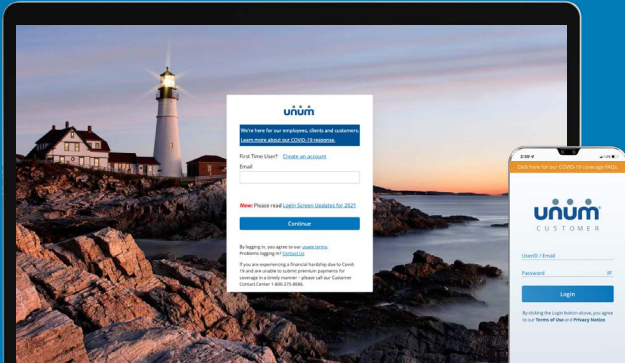 unum
We're here for our employees, clients and customers.
Learn more about our COVID-19 response.
First Time User? Create an account
Email
New: Please read Login Screen Updates for 2021
Continue
By logging in, you agree to our usage terms.
Problems logging in? Contact Us
If you are experiencing a financial hardship due to Covid-
19 and are unable to submit premium payments for
coverage in a timely manner - please call our Customer
Contact Center 1-800-275-8686.
2:39
LTE
Click here for our COVID-19 coverage FAQs
unum
CUSTOMER
UserID / Email
Password
Login
By clicking the Login button above, you agree
to our Terms of Use and Privacy Notice.